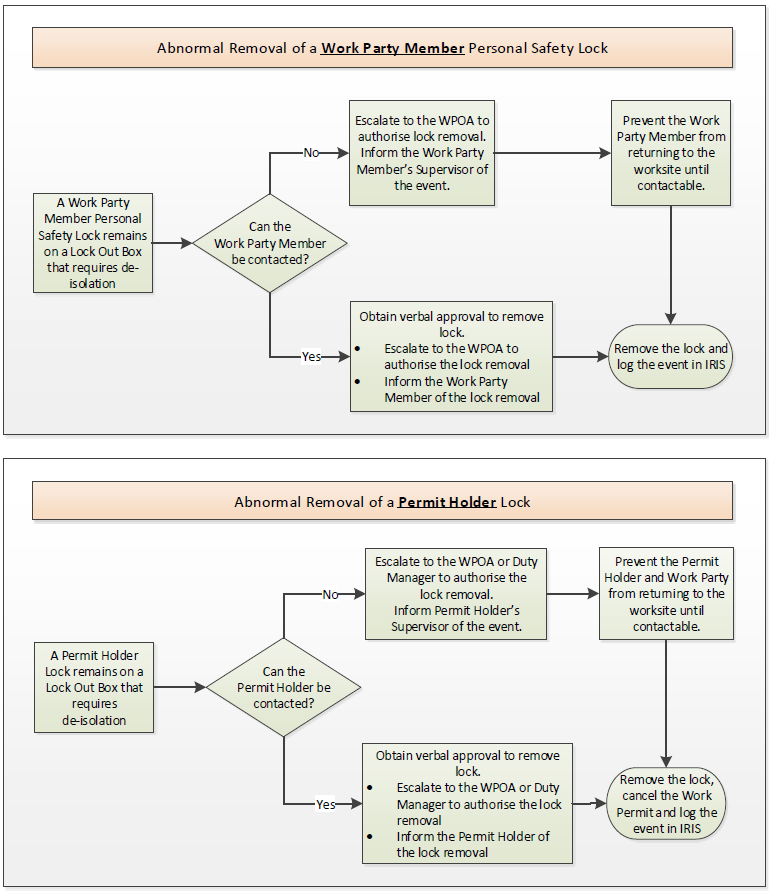 Abnormal Removal of a Work Party Member Personal Safety Lock
A Work Party
Member Personal
Safety Lock remains
on a Lock Out Box
that requires de-
isolation
Can the
Work Party Member
be contacted?
No
Escalate to the WPOA to
authorise lock removal.
Inform the Work Party
Member's Supervisor of
the event.
Prevent the Work
Party Member from
returning to the
worksite until
contactable.
Yes
Obtain verbal approval to remove
lock.
• Escalate to the WPOA to
authorise the lock removal
• Inform the Work Party
Member of the lock removal
Remove the lock and
log the event in IRIS
Abnormal Removal of a Permit Holder Lock
A Permit Holder
Lock remains on a
Lock Out Box that
requires
de-isolation
Can the
Permit Holder be
contacted?
No
Escalate to the WPOA or Duty
Manager to authorise the
lock removal.
Inform Permit Holder's
Supervisor of the event.
Prevent the Permit
Holder and Work Party
from returning to the
worksite until
contactable.
Yes
Obtain verbal approval to remove
lock.
• Escalate to the WPOA or Duty
Manager to authorise the lock
removal
• Inform the Permit Holder of
the lock removal
Remove the lock,
cancel the Work
Permit and log the
event in IRIS